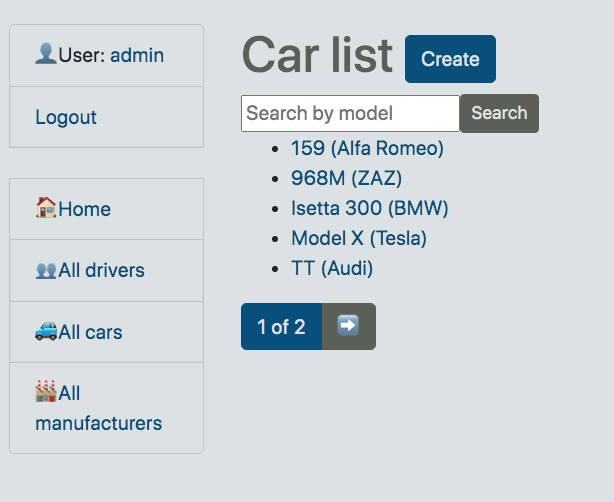 User: admin
Logout
Home
All drivers
All cars
All
manufacturers
Car list
Create
Search by model
Search
159 (Alfa Romeo)
968M (ZAZ)
Isetta 300 (BMW)
Model X (Tesla)
TT (Audi)
1 of 2